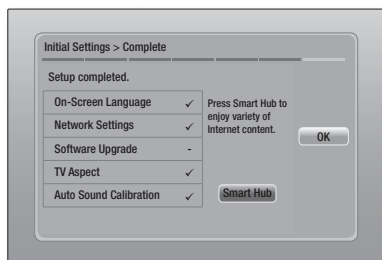 Initial Settings > Complete
Setup completed.
On-Screen Language ✓
Network Settings ✓
Software Upgrade -
TV Aspect ✓
Auto Sound Calibration ✓
Press Smart Hub to
enjoy variety of
Internet content.
Smart Hub
OK